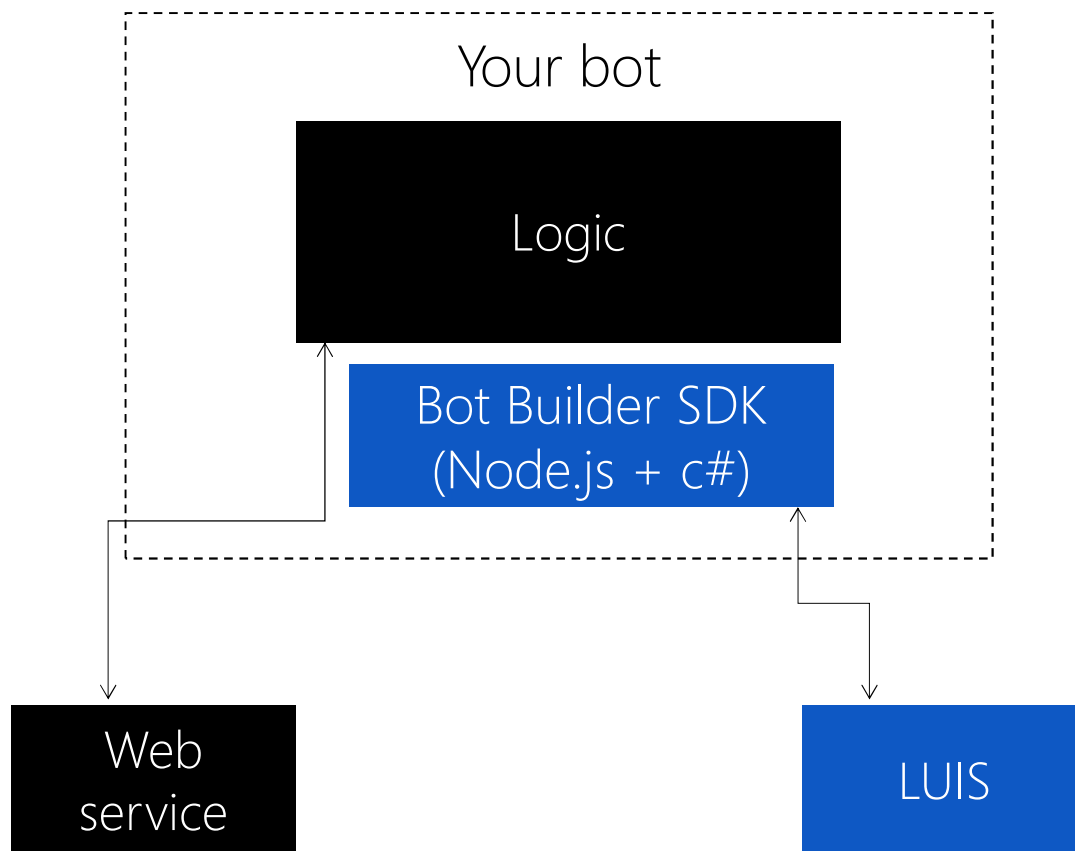 Your bot
Logic
Bot Builder SDK
(Node.js + c#)
Web
service
LUIS